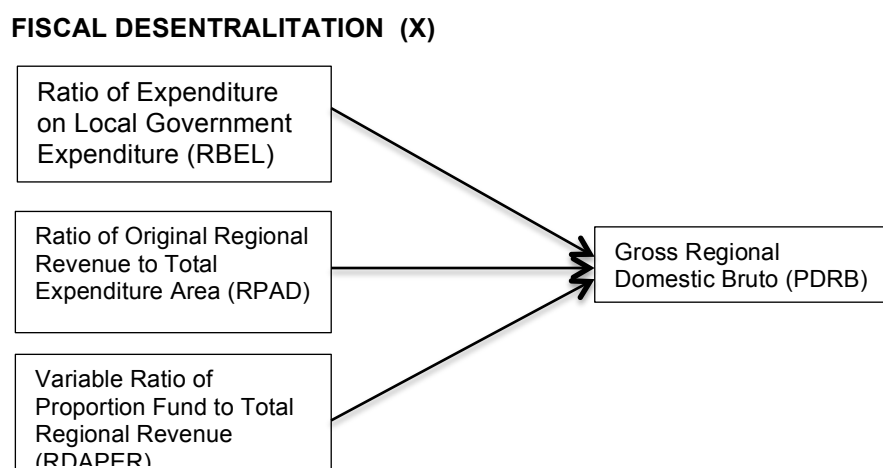 FISCAL DESENTRALITATION (X)
Ratio of Expenditure
on Local Government
Expenditure (RBEL)
Ratio of Original Regional
Revenue to Total
Expenditure Area (RPAD)
Gross Regional
Domestic Bruto (PDRB)
Variable Ratio of
Proportion Fund to Total
Regional Revenue
(RDAPER)